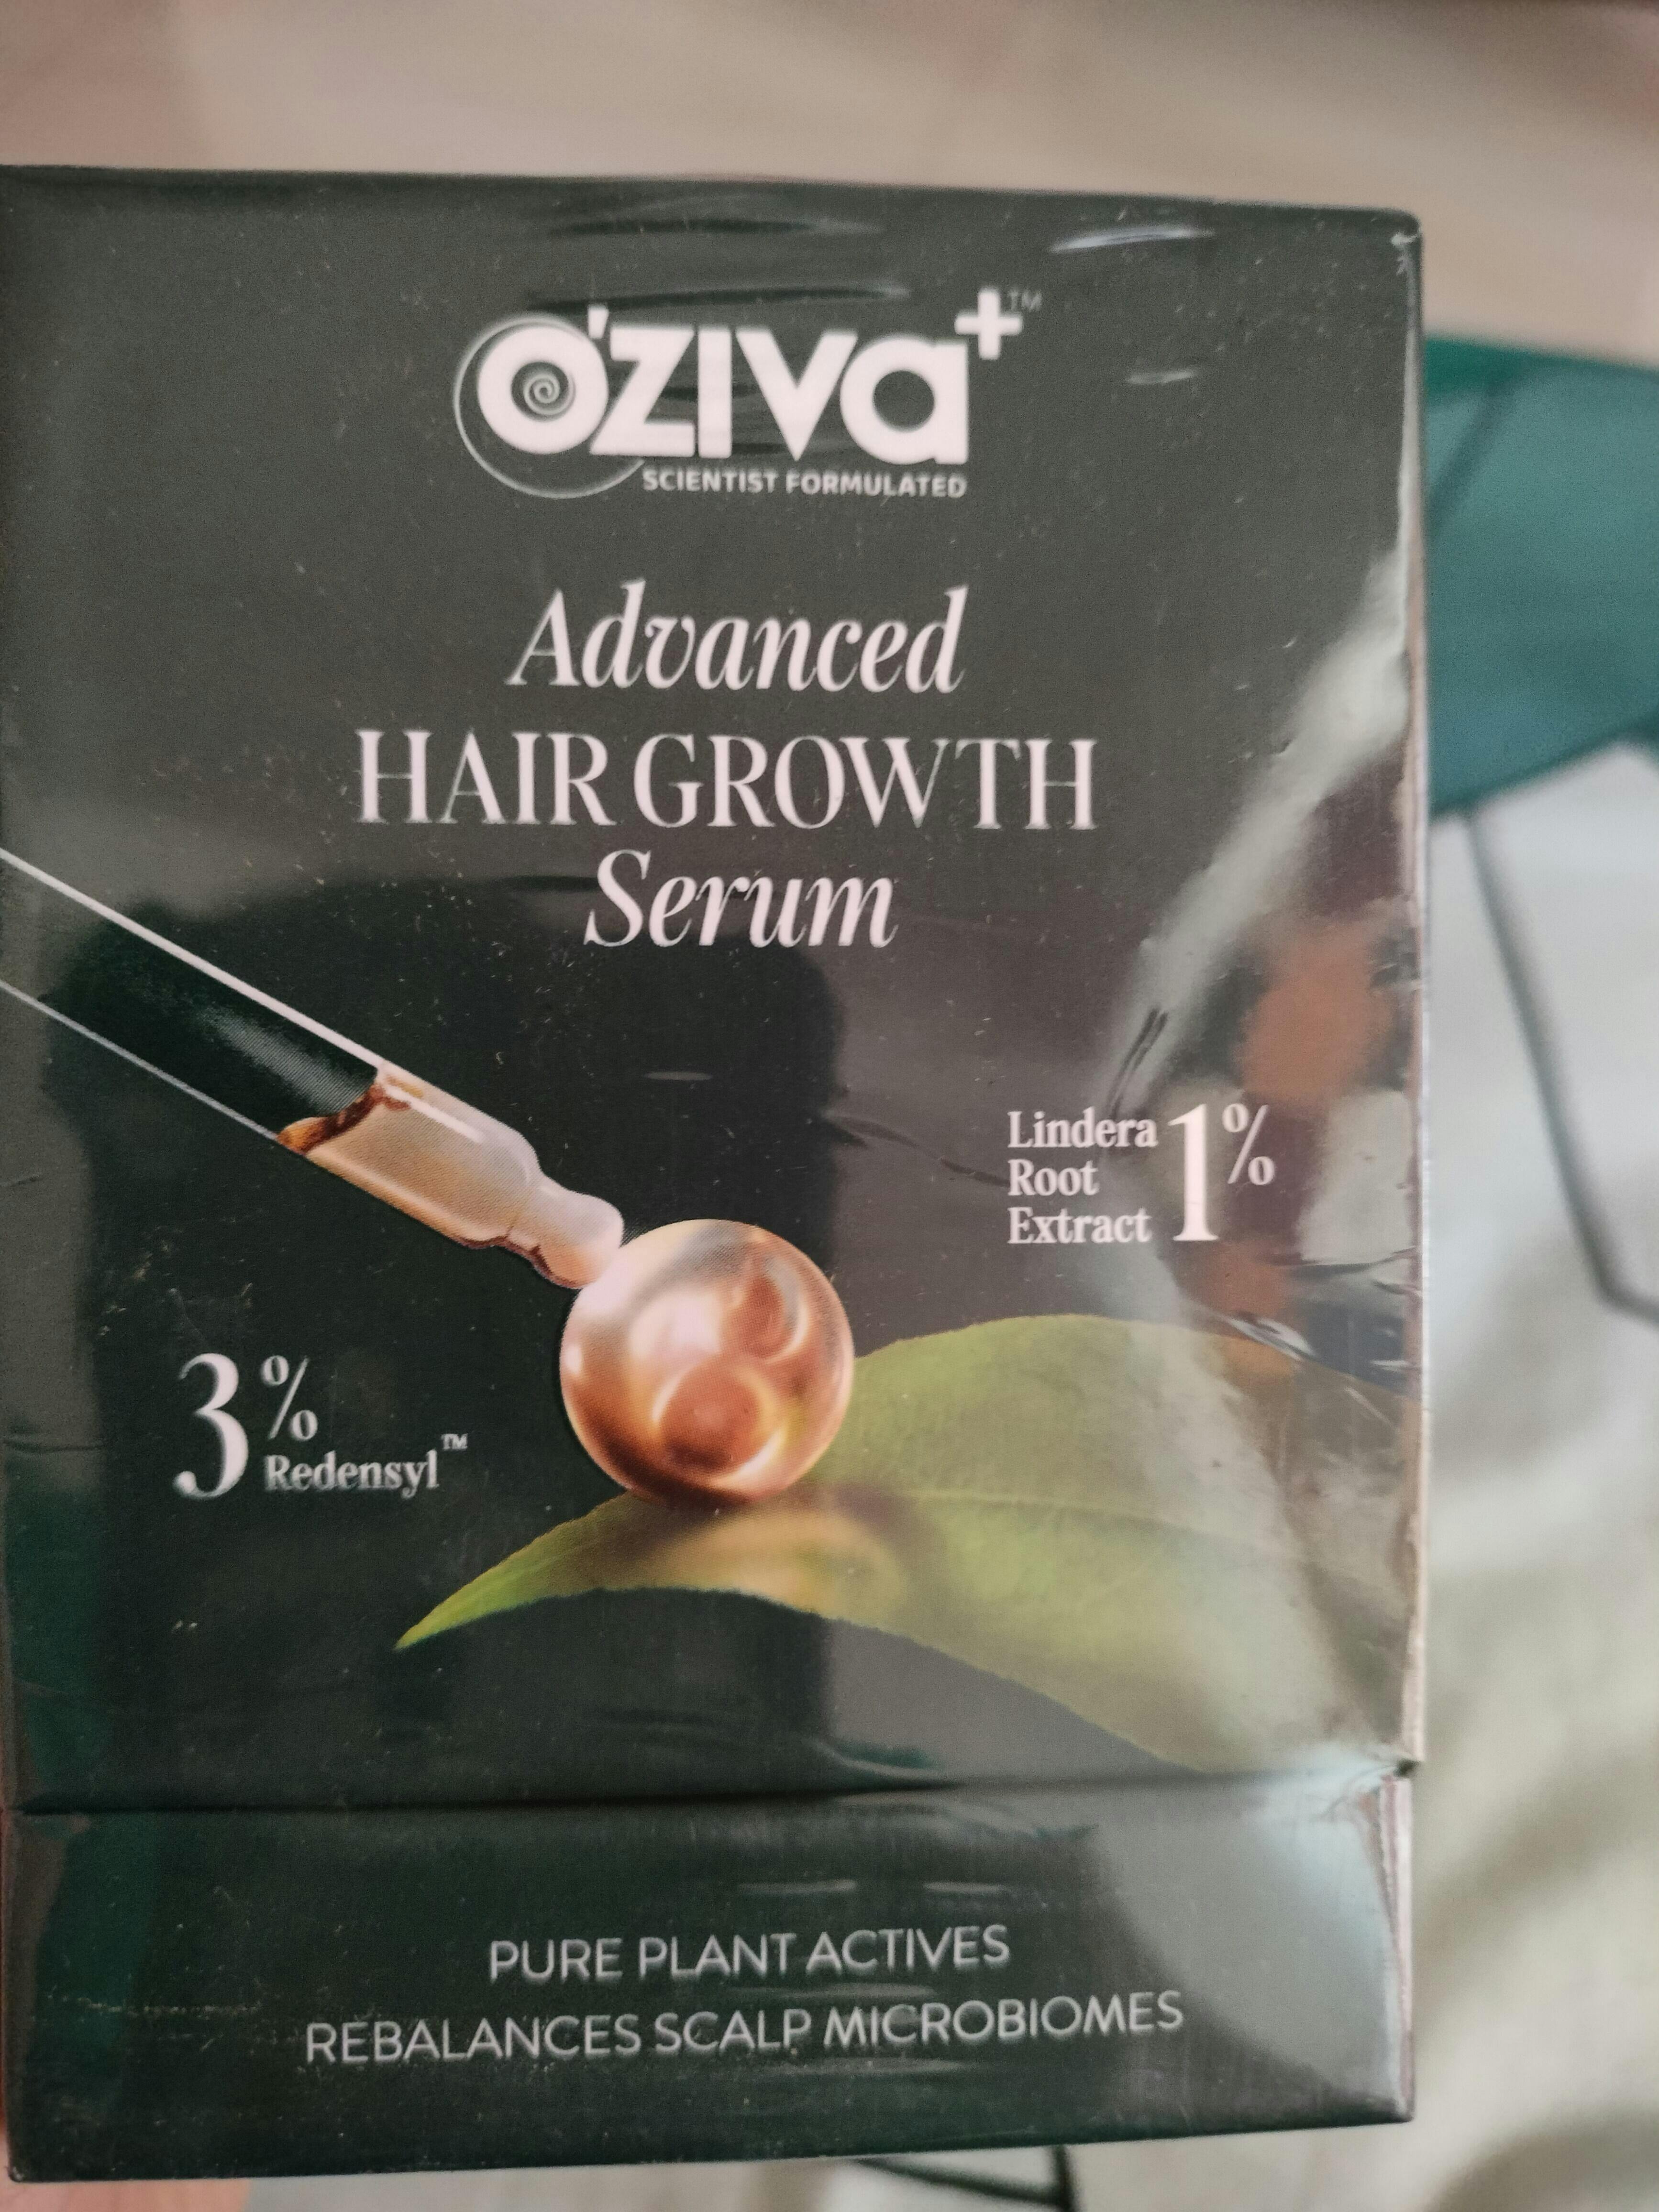 O'ZIVA+™
SCIENTIST FORMULATED
Advanced
HAIR GROWTH
Serum
Lindera
Root
Extract 1%
3%
Redensyl™
PURE PLANT ACTIVES
REBALANCES SCALP MICROBIOMES